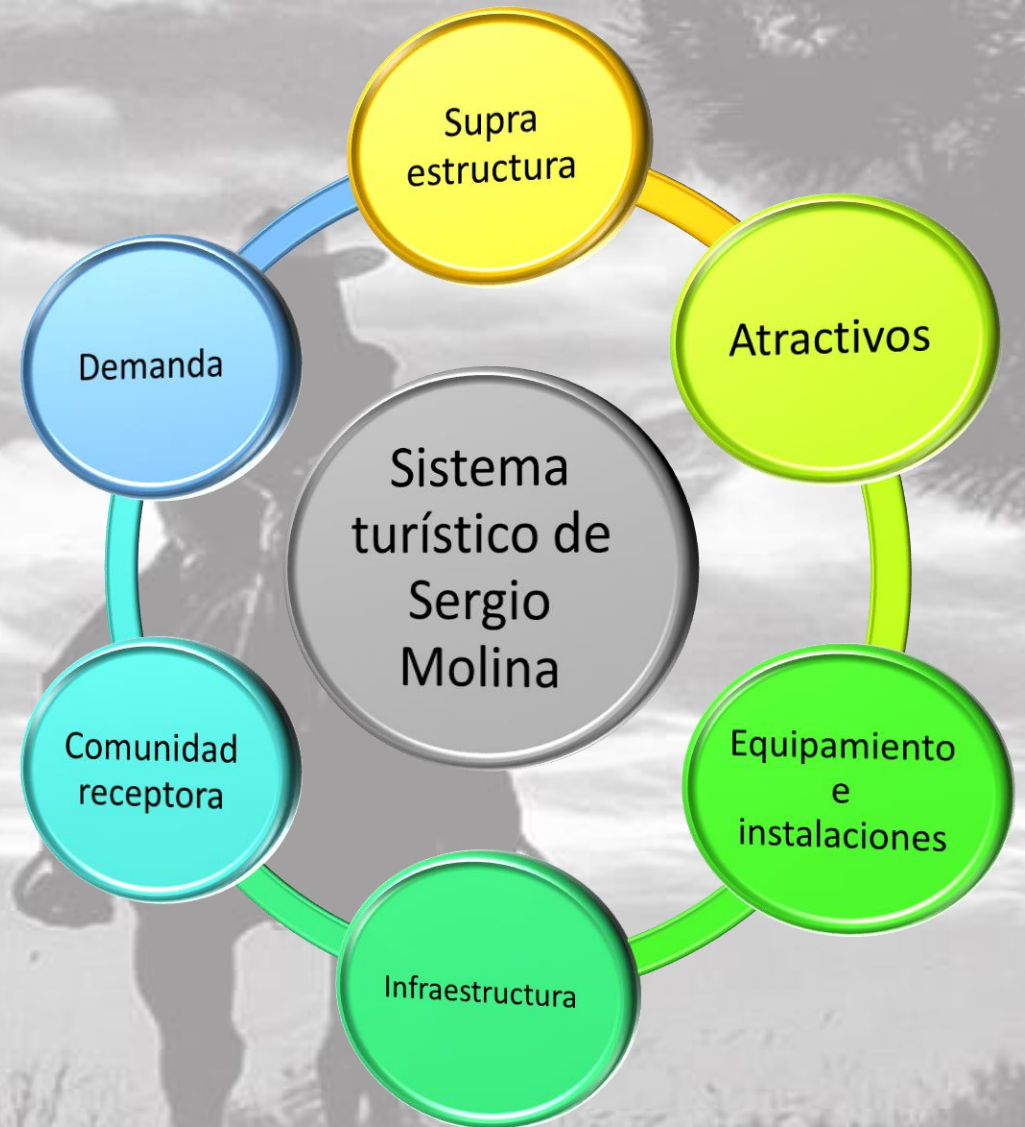 Supra
estructura
Atractivos
Equipamiento
e
instalaciones
Infraestructura
Comunidad
receptora
Demanda
Sistema
turístico de
Sergio
Molina